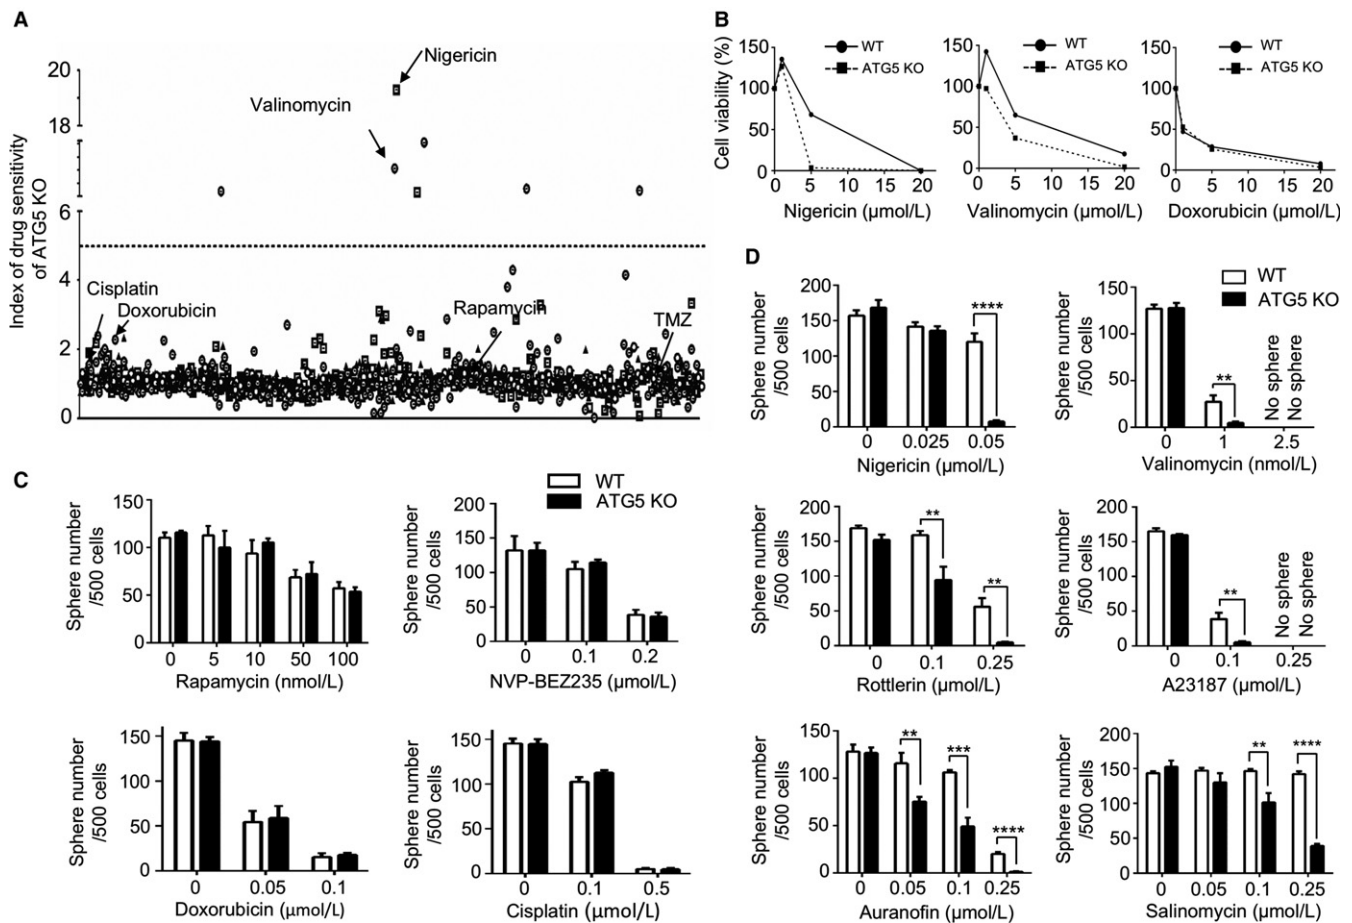 A
Index of drug sensitivity
of ATG5 KO
20
18
6
4
2
0
Nigericin
Valinomycin
Cisplatin
Doxorubicin
Rapamycin
TMZ
B
Cell viability (%)
150
100
50
0
WT
ATG5 KO
0 5 10 15 20
Nigericin (μmol/L)
150
100
50
0
WT
ATG5 KO
0 5 10 15 20
Valinomycin (μmol/L)
150
100
50
0
WT
ATG5 KO
0 5 10 15 20
Doxorubicin (μmol/L)
C
WT
ATG5 KO
Sphere number
/500 cells
150
100
50
0
0 5 10 50 100
Rapamycin (nmol/L)
Sphere number
/500 cells
200
150
100
50
0
0 0.1 0.2
NVP-BEZ235 (μmol/L)
Sphere number
/500 cells
150
100
50
0
0 0.05 0.1
Doxorubicin (μmol/L)
Sphere number
/500 cells
150
100
50
0
0 0.1 0.5
Cisplatin (μmol/L)
D
WT
ATG5 KO
Sphere number
/500 cells
200
150
100
50
0
****
0 0.025 0.05
Nigericin (μmol/L)
Sphere number
/500 cells
150
100
50
0
**
No sphere
No sphere
0 1 2.5
Valinomycin (nmol/L)
Sphere number
/500 cells
200
150
100
50
0
**
**
0 0.1 0.25
Rottlerin (μmol/L)
Sphere number
/500 cells
200
150
100
50
0
**
No sphere
No sphere
0 0.1 0.25
A23187 (μmol/L)
Sphere number
/500 cells
150
100
50
0
**
***
****
0 0.05 0.1 0.25
Auranofin (μmol/L)
Sphere number
/500 cells
200
150
100
50
0
**
****
0 0.05 0.1 0.25
Salinomycin (μmol/L)